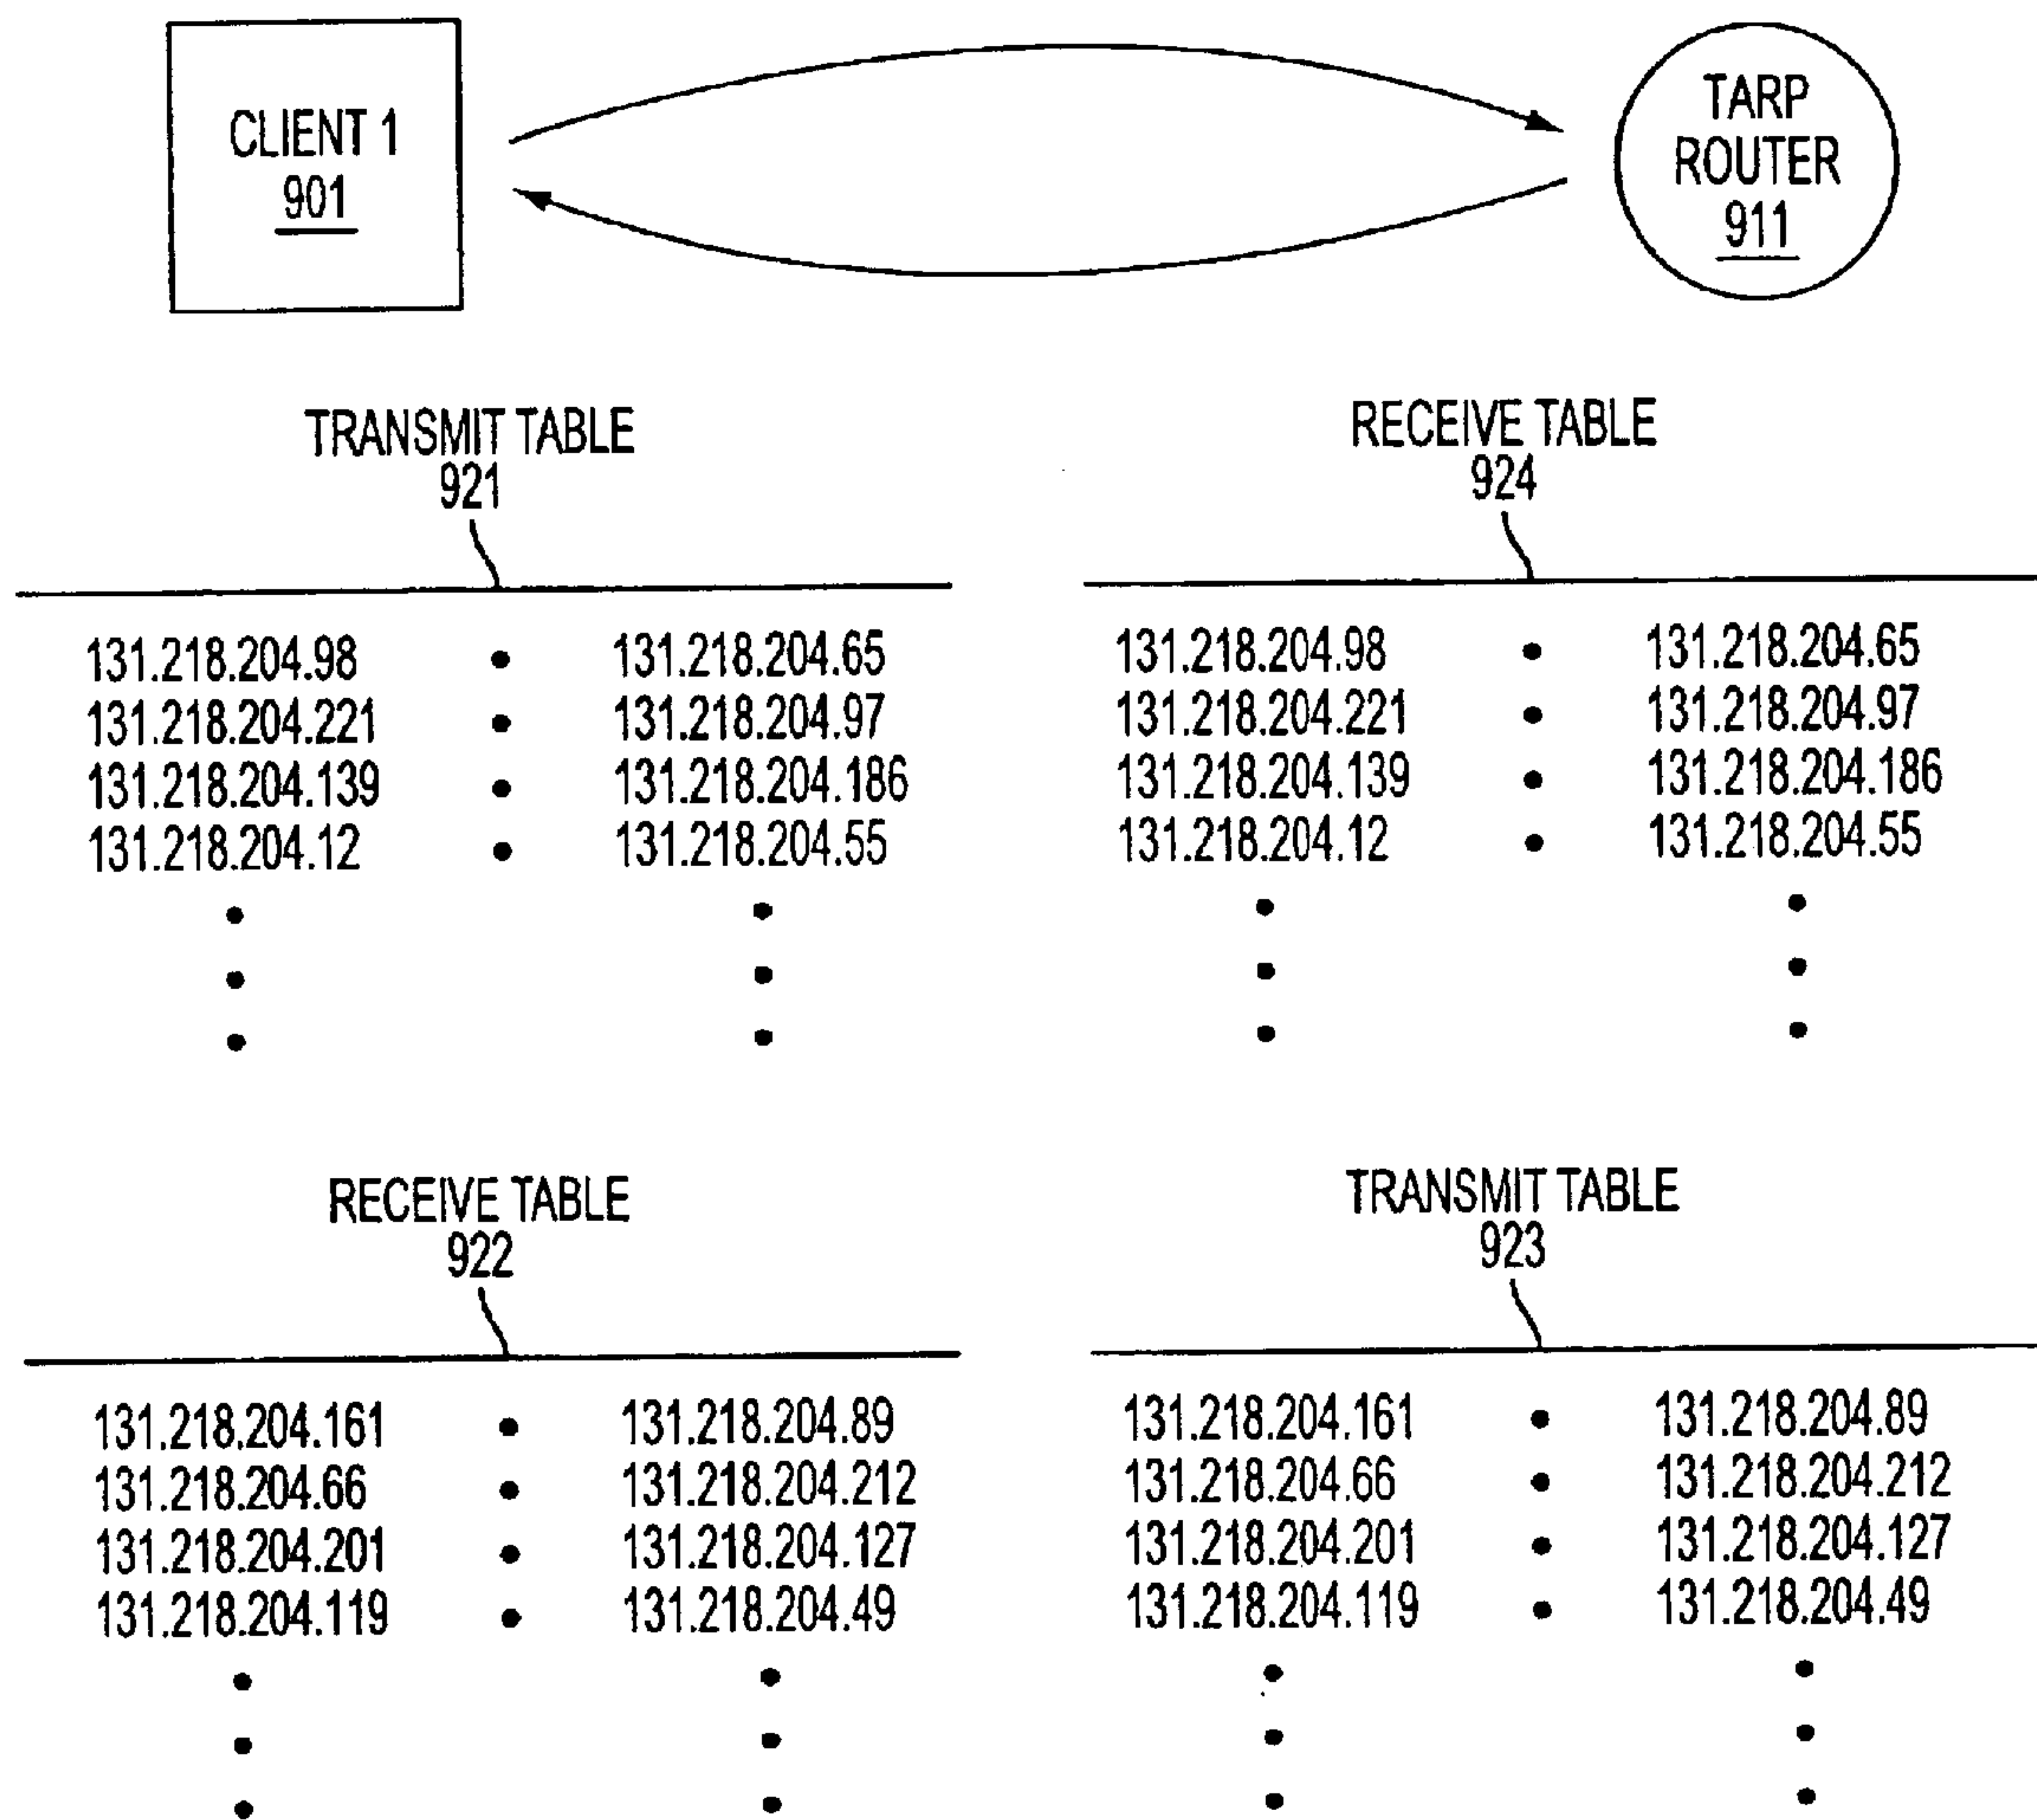 CLIENT 1
901
TARP
ROUTER
911
TRANSMIT TABLE
921
RECEIVE TABLE
924
131.218.204.98 • 131.218.204.65
131.218.204.221 • 131.218.204.97
131.218.204.139 • 131.218.204.186
131.218.204.12 • 131.218.204.55
131.218.204.98 • 131.218.204.65
131.218.204.221 • 131.218.204.97
131.218.204.139 • 131.218.204.186
131.218.204.12 • 131.218.204.55
RECEIVE TABLE
922
TRANSMIT TABLE
923
131.218.204.161 • 131.218.204.89
131.218.204.66 • 131.218.204.212
131.218.204.201 • 131.218.204.127
131.218.204.119 • 131.218.204.49
131.218.204.161 • 131.218.204.89
131.218.204.66 • 131.218.204.212
131.218.204.201 • 131.218.204.127
131.218.204.119 • 131.218.204.49